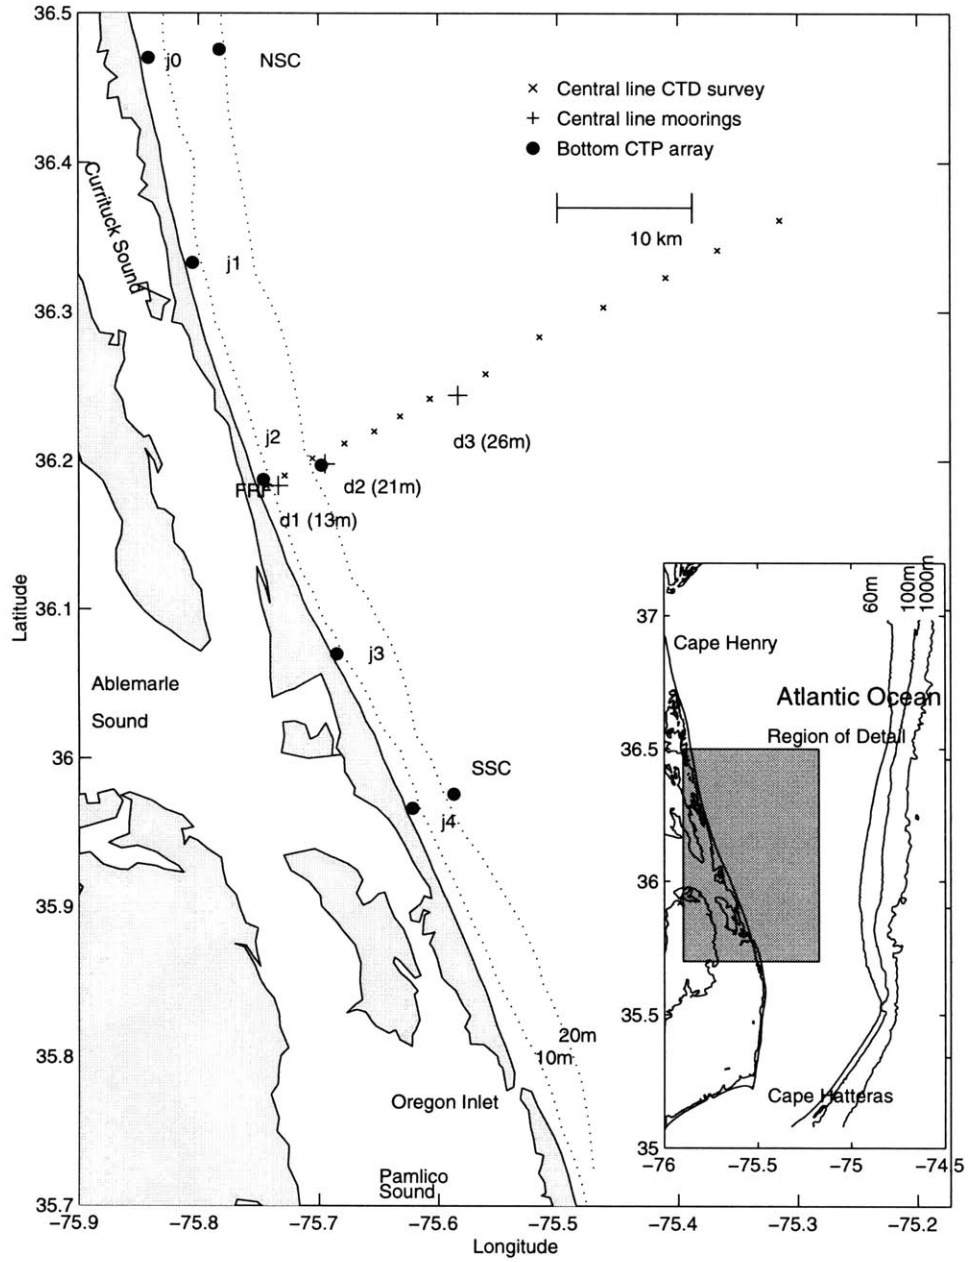 36.5
36.4
36.3
36.2
36.1
36
35.9
35.8
35.7
Latitude
−75.9
−75.8
−75.7
−75.6
−75.5
−75.4
−75.3
−75.2
Longitude
j0
NSC
× Central line CTD survey
+ Central line moorings
● Bottom CTP array
10 km
Currituck Sound
j1
j2
FRF
d1 (13m)
d2 (21m)
d3 (26m)
j3
Ablemarle
Sound
SSC
j4
20m
10m
Oregon Inlet
Pamlico
Sound
60m
100m
1000m
37
36.5
36
35.5
35
−76
−75.5
−75
−74.5
Cape Henry
Atlantic Ocean
Region of Detail
Cape Hatteras